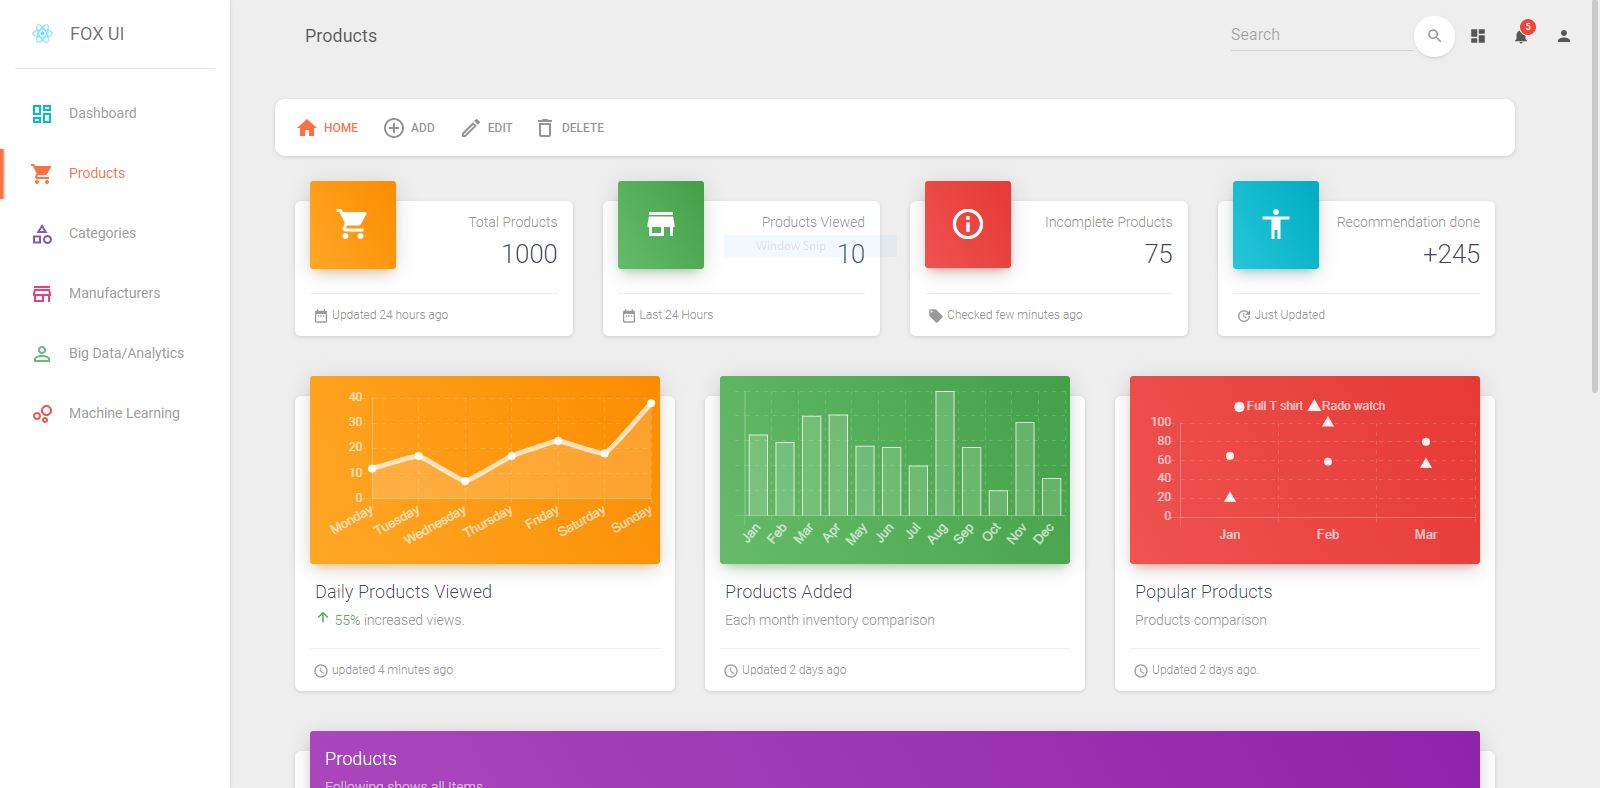 FOX UI
Products
Search
5
Dashboard
Products
Categories
Manufacturers
Big Data/Analytics
Machine Learning
HOME ADD EDIT DELETE
Total Products
1000
Updated 24 hours ago
Products Viewed
Window Snip
10
Last 24 Hours
Incomplete Products
75
Checked few minutes ago
Recommendation done
+245
Just Updated
40
30
20
10
0
Monday Tuesday Wednesday Thursday Friday Saturday Sunday
Daily Products Viewed
55% increased views.
updated 4 minutes ago
Jan Feb Mar Apr May Jun Jul Aug Sep Oct Nov Dec
Products Added
Each month inventory comparison
Updated 2 days ago
Full T shirt Rado watch
100
80
60
40
20
0
Jan Feb Mar
Popular Products
Products comparison
Updated 2 days ago.
Products
Following shows all Items